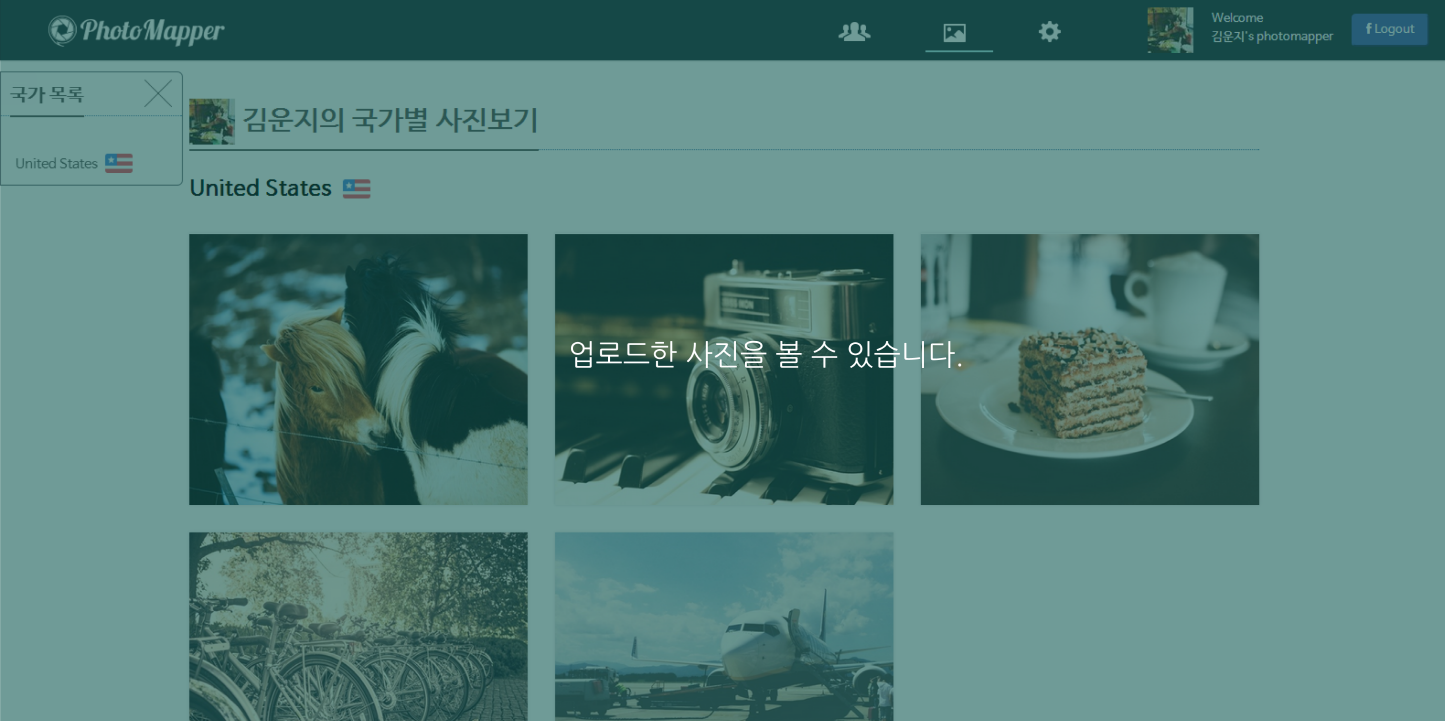 PhotoMapper
Welcome
김운지's photomapper
f Logout
국가 목록
United States
김운지의 국가별 사진보기
United States
업로드한 사진을 볼 수 있습니다.